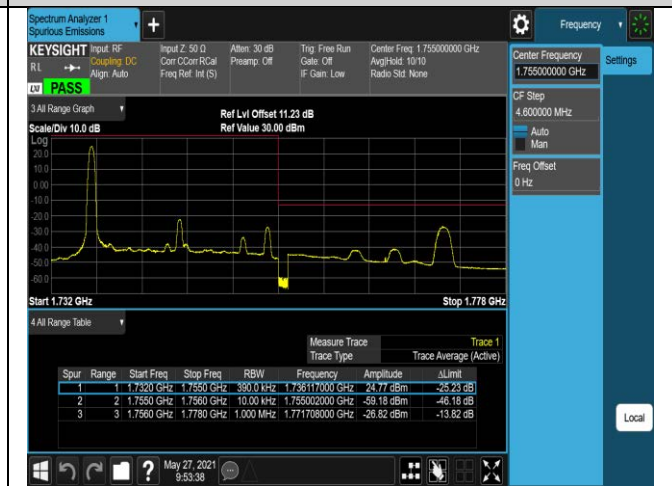 Spectrum Analyzer 1
Spurious Emissions
+
Frequency
KEYSIGHT
RL
PASS
Input: RF
Coupling: DC
Align: Auto
Input Z: 50 Ω
Corr CCorr RCal
Freq Ref: Int (S)
Atten: 30 dB
Preamp: Off
Trig: Free Run
Gate: Off
IF Gain: Low
Center Freq: 1.755000000 GHz
Avg|Hold: 10/10
Radio Std: None
Center Frequency
1.755000000 GHz
Settings
CF Step
4.600000 MHz
Auto
Man
Freq Offset
0 Hz
Local
3 All Range Graph
Scale/Div 10.0 dB
Ref Lvl Offset 11.23 dB
Ref Value 30.00 dBm
Log
20.0
10.0
0.00
-10.0
-20.0
-30.0
-40.0
-50.0
-60.0
Start 1.732 GHz
Stop 1.778 GHz
4 All Range Table
Measure Trace Trace 1
Trace Type Trace Average (Active)
Spur Range Start Freq Stop Freq RBW Frequency Amplitude ΔLimit
1 1 1.7320 GHz 1.7550 GHz 390.0 kHz 1.736117000 GHz 24.77 dBm -25.23 dB
2 2 1.7550 GHz 1.7560 GHz 10.00 kHz 1.755002000 GHz -59.18 dBm -46.18 dB
3 3 1.7560 GHz 1.7780 GHz 1.000 MHz 1.771708000 GHz -26.82 dBm -13.82 dB
?
May 27, 2021
9:53:38